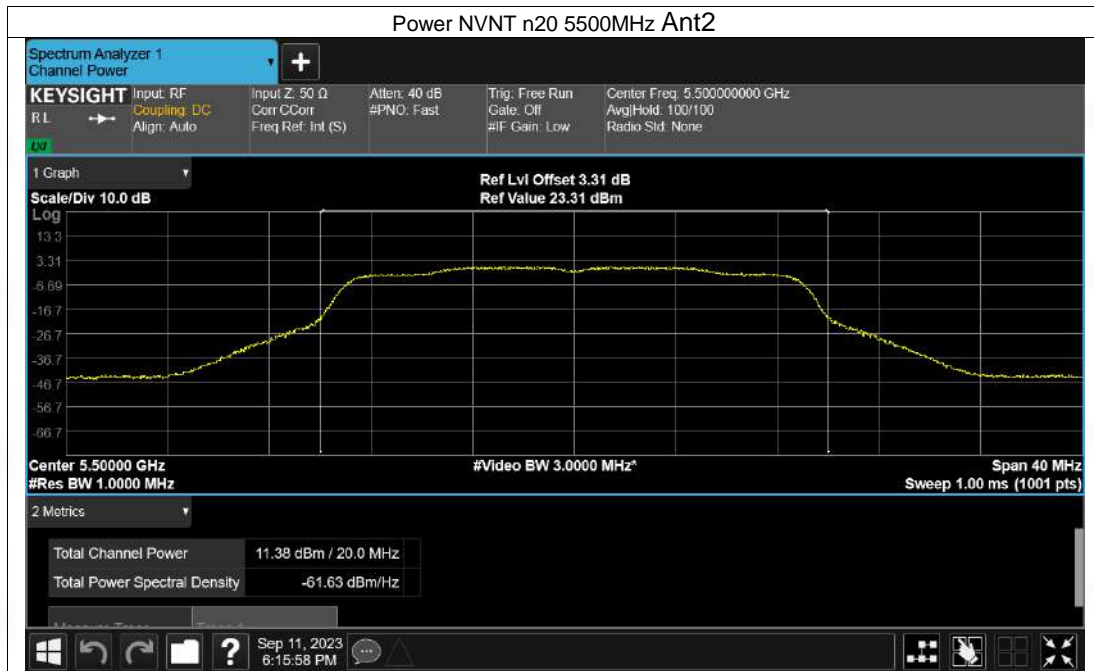 Power NVNT n20 5500MHz Ant2
Spectrum Analyzer 1
Channel Power
KEYSIGHT
RL
LXI
Input: RF
Coupling: DC
Align: Auto
Input Z: 50 Ω
Corr CCorr
Freq Ref: Int (S)
Atten: 40 dB
#PNO: Fast
Trig: Free Run
Gate: Off
#IF Gain: Low
Center Freq: 5.500000000 GHz
Avg|Hold: 100/100
Radio Std: None
1 Graph
Scale/Div 10.0 dB
Ref Lvl Offset 3.31 dB
Ref Value 23.31 dBm
Log
13.3
3.31
-6.69
-16.7
-26.7
-36.7
-46.7
-56.7
-66.7
Center 5.50000 GHz
#Video BW 3.0000 MHz*
Span 40 MHz
#Res BW 1.0000 MHz
Sweep 1.00 ms (1001 pts)
2 Metrics
Total Channel Power 11.38 dBm / 20.0 MHz
Total Power Spectral Density -61.63 dBm/Hz
Sep 11, 2023
6:15:58 PM